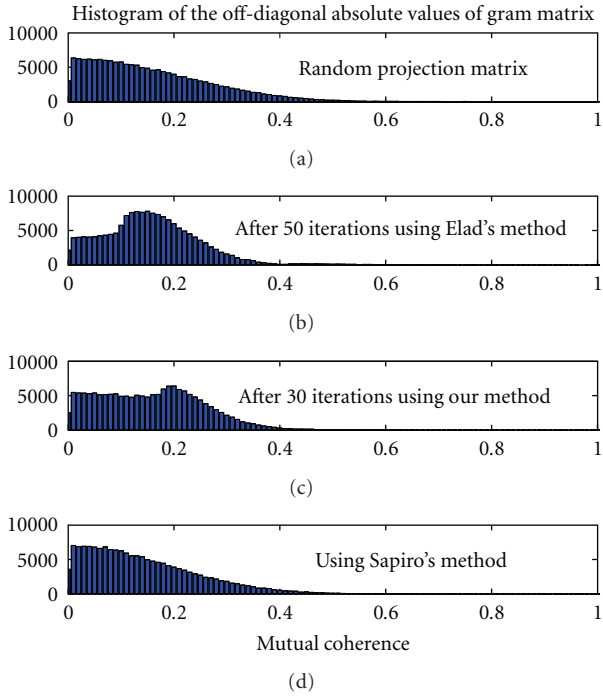 Histogram of the off-diagonal absolute values of gram matrix
10000
5000
0
Random projection matrix
0 0.2 0.4 0.6 0.8 1
(a)
10000
5000
0
After 50 iterations using Elad's method
0 0.2 0.4 0.6 0.8 1
(b)
10000
5000
0
After 30 iterations using our method
0 0.2 0.4 0.6 0.8 1
(c)
10000
5000
0
Using Sapiro's method
0 0.2 0.4 0.6 0.8 1
Mutual coherence
(d)